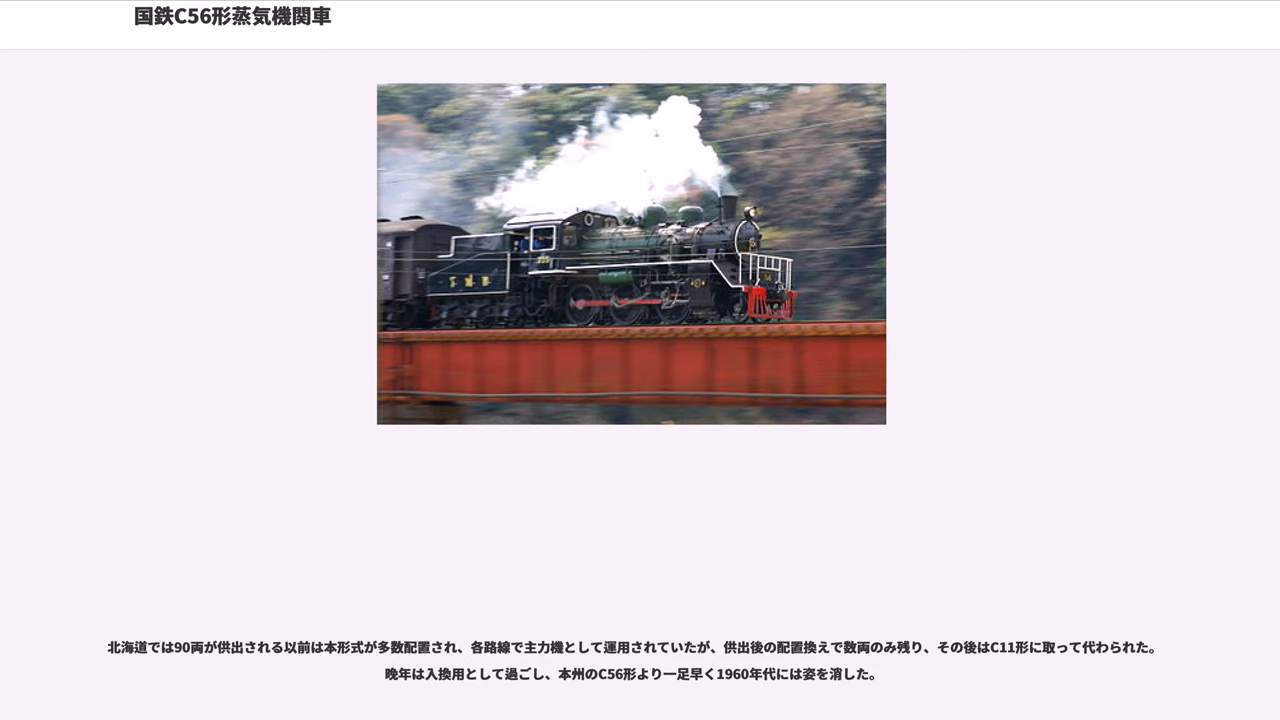 国鉄C56形蒸気機関車
北海道では90両が供出される以前は本形式が多数配置され、各路線で主力機として運用されていたが、供出後の配置換えで数両のみ残り、その後はC11形に取って代わられた。
晩年は入換用として過ごし、本州のC56形より一足早く1960年代には姿を消した。